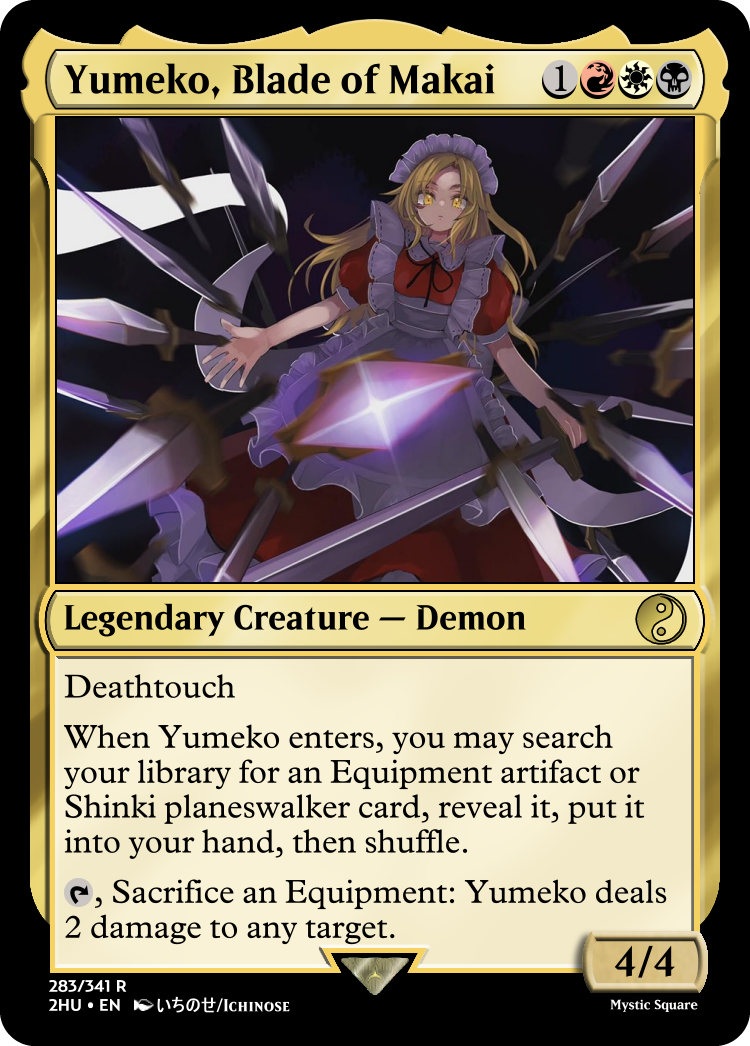 Yumeko, Blade of Makai 1
Legendary Creature — Demon
Deathtouch
When Yumeko enters, you may search
your library for an Equipment artifact or
Shinki planeswalker card, reveal it, put it
into your hand, then shuffle.
, Sacrifice an Equipment: Yumeko deals
2 damage to any target.
4/4
283/341 R
2HU • EN いちのせ/Ichinose
Mystic Square